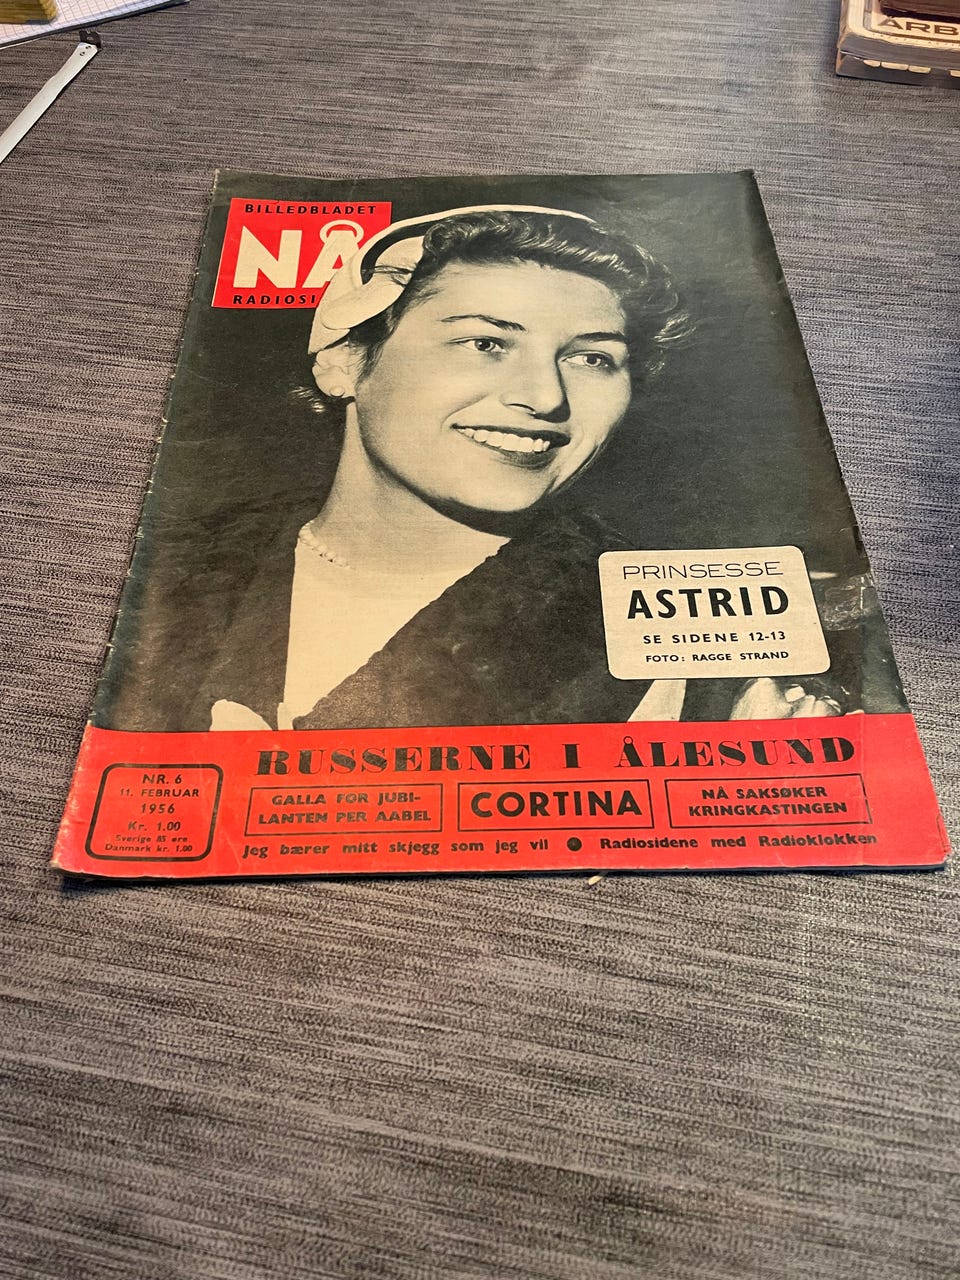 BILLEDBLADET
NÅ
ARB
PRINSESSE
ASTRID
SE SIDENE 12-13
FOTO: RAGGE STRAND
RUSSERNE I ÅLESUND
NR. 6
11. FEBRUAR
1956
Kr. 1.00
Sverige 85 øre
Danmark kr. 1.00
GALLA FOR JUBI-
LANTEN PER AABEL
CORTINA
NÅ SAKSØKER
KRINGKASTINGEN
Jeg bærer mitt skjegg som jeg vil ● Radiosidene med Radioklokken